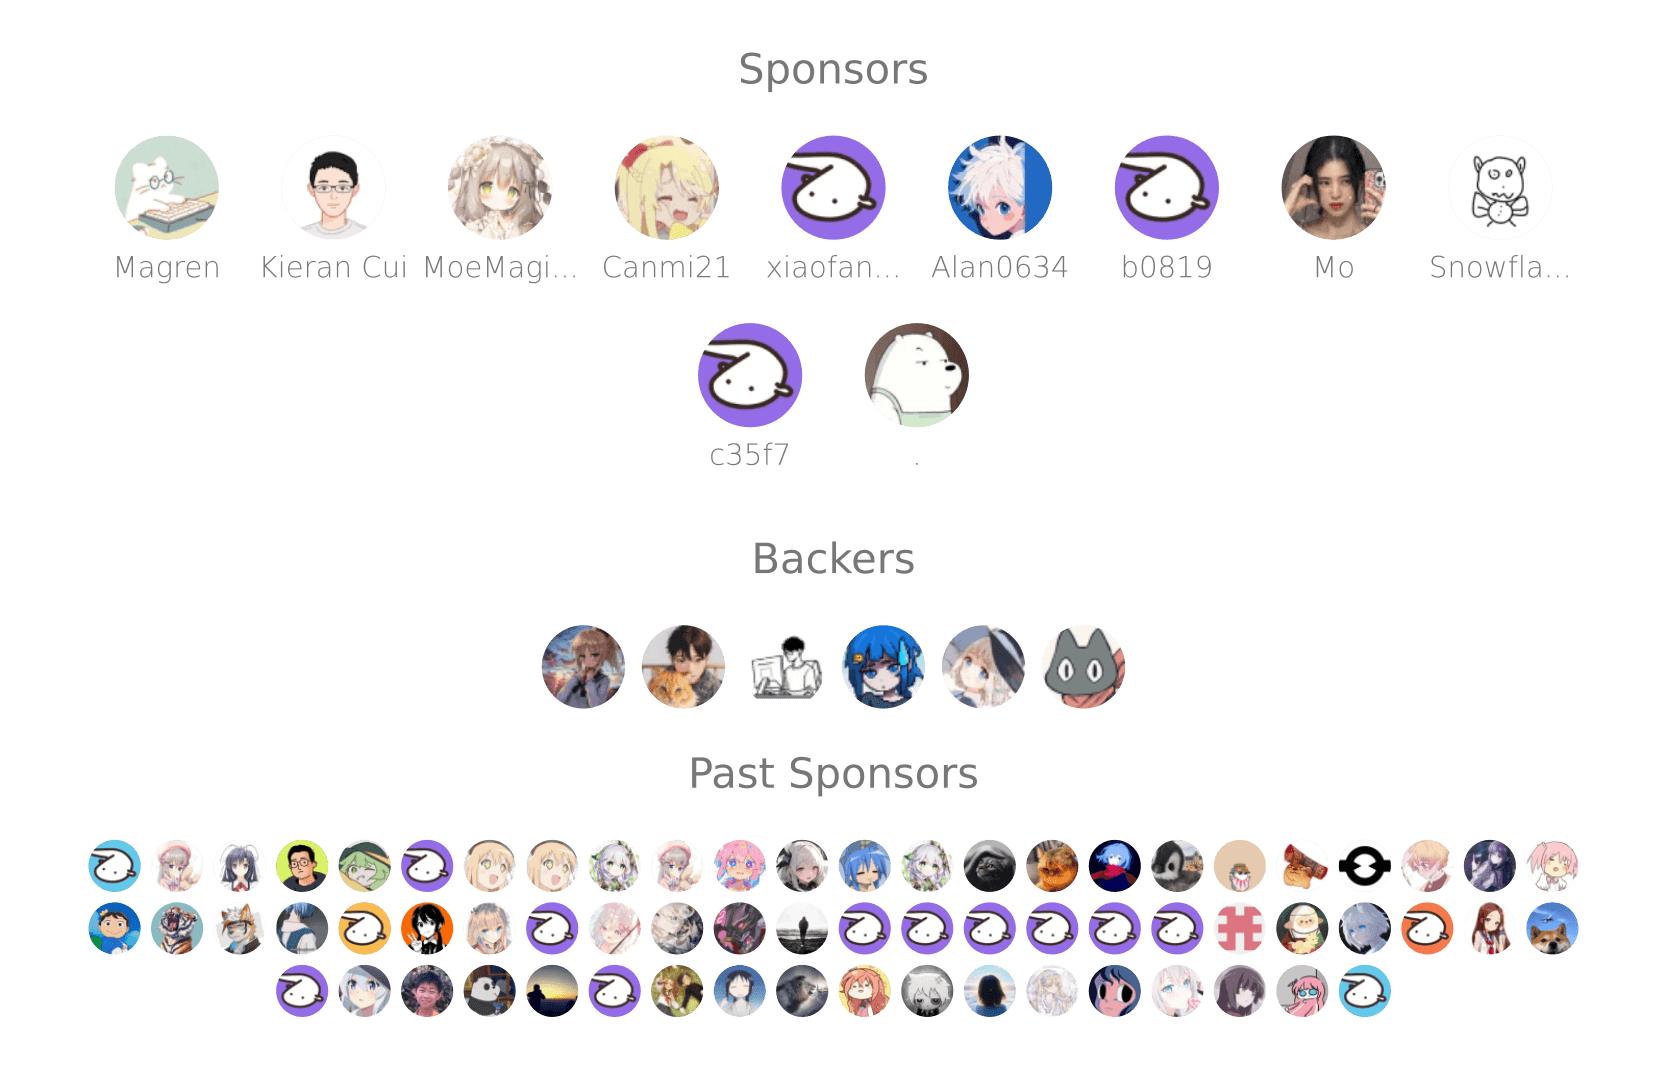 Sponsors
Magren Kieran Cui MoeMagi... Canmi21 xiaofan... Alan0634 b0819 Mo Snowfla...
c35f7 .
Backers
Past Sponsors